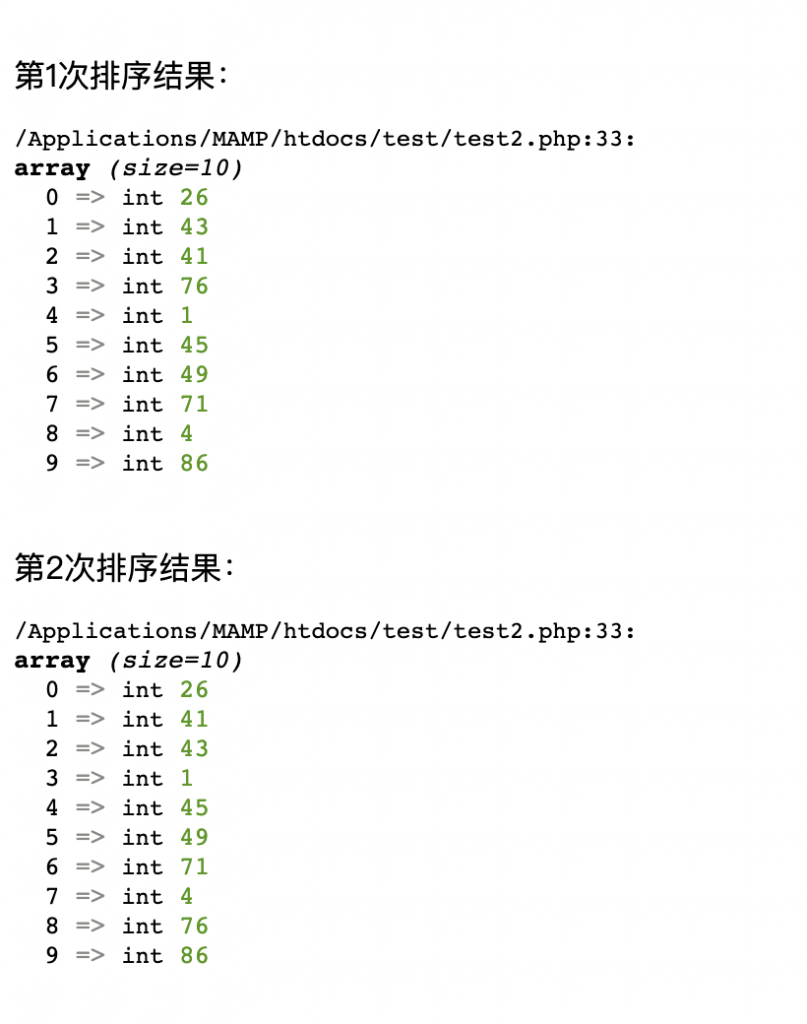 第1次排序结果：
/Applications/MAMP/htdocs/test/test2.php:33:
array (size=10)
0 => int 26
1 => int 43
2 => int 41
3 => int 76
4 => int 1
5 => int 45
6 => int 49
7 => int 71
8 => int 4
9 => int 86
第2次排序结果：
/Applications/MAMP/htdocs/test/test2.php:33:
array (size=10)
0 => int 26
1 => int 41
2 => int 43
3 => int 1
4 => int 45
5 => int 49
6 => int 71
7 => int 4
8 => int 76
9 => int 86